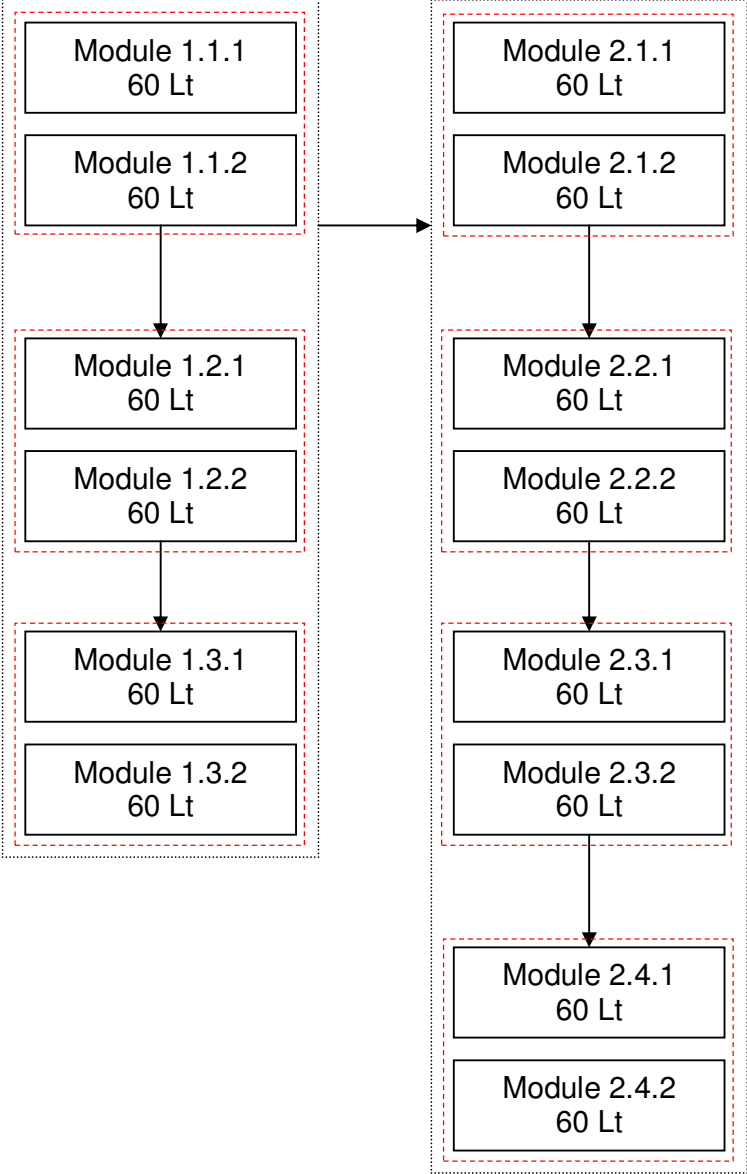 Module 1.1.1
60 Lt
Module 1.1.2
60 Lt
Module 1.2.1
60 Lt
Module 1.2.2
60 Lt
Module 1.3.1
60 Lt
Module 1.3.2
60 Lt
Module 2.1.1
60 Lt
Module 2.1.2
60 Lt
Module 2.2.1
60 Lt
Module 2.2.2
60 Lt
Module 2.3.1
60 Lt
Module 2.3.2
60 Lt
Module 2.4.1
60 Lt
Module 2.4.2
60 Lt